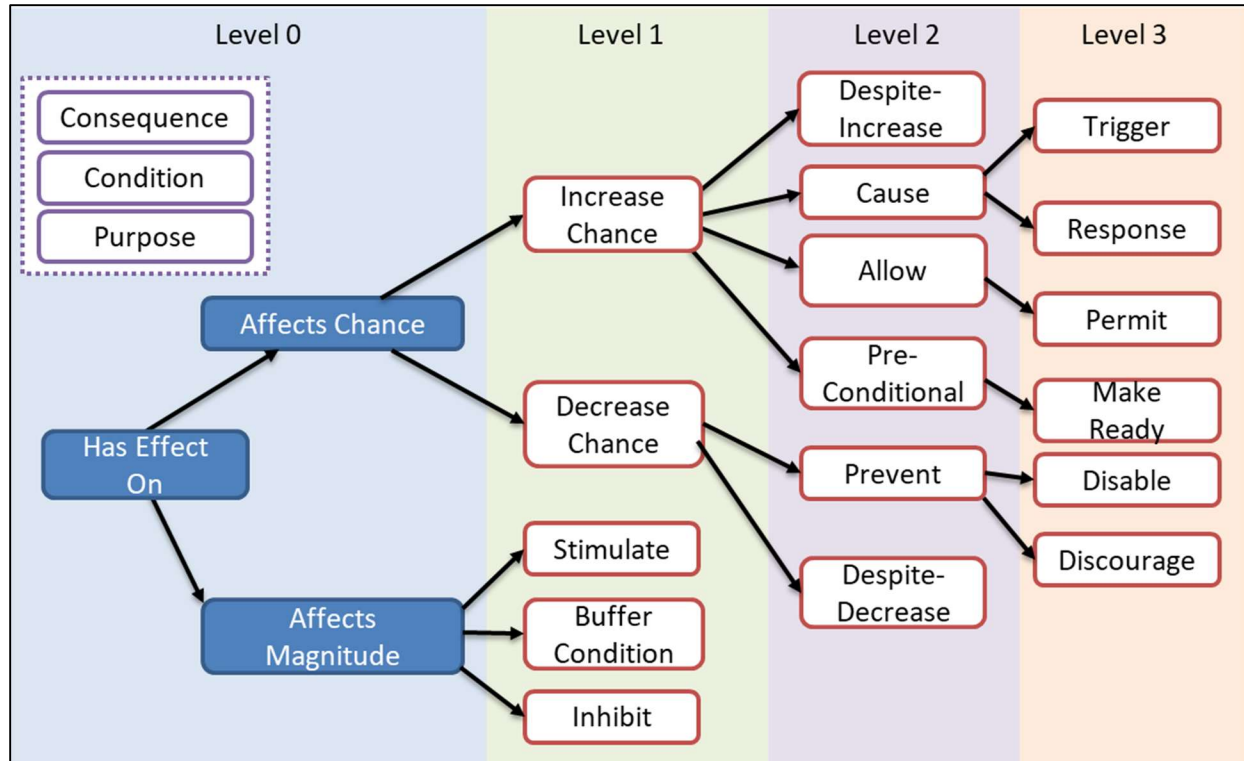 Level 0
Level 1
Level 2
Level 3
Consequence
Condition
Purpose
Has Effect
On
Affects Chance
Affects
Magnitude
Increase
Chance
Decrease
Chance
Stimulate
Buffer
Condition
Inhibit
Despite-
Increase
Cause
Allow
Pre-
Conditional
Prevent
Despite-
Decrease
Trigger
Response
Permit
Make
Ready
Disable
Discourage